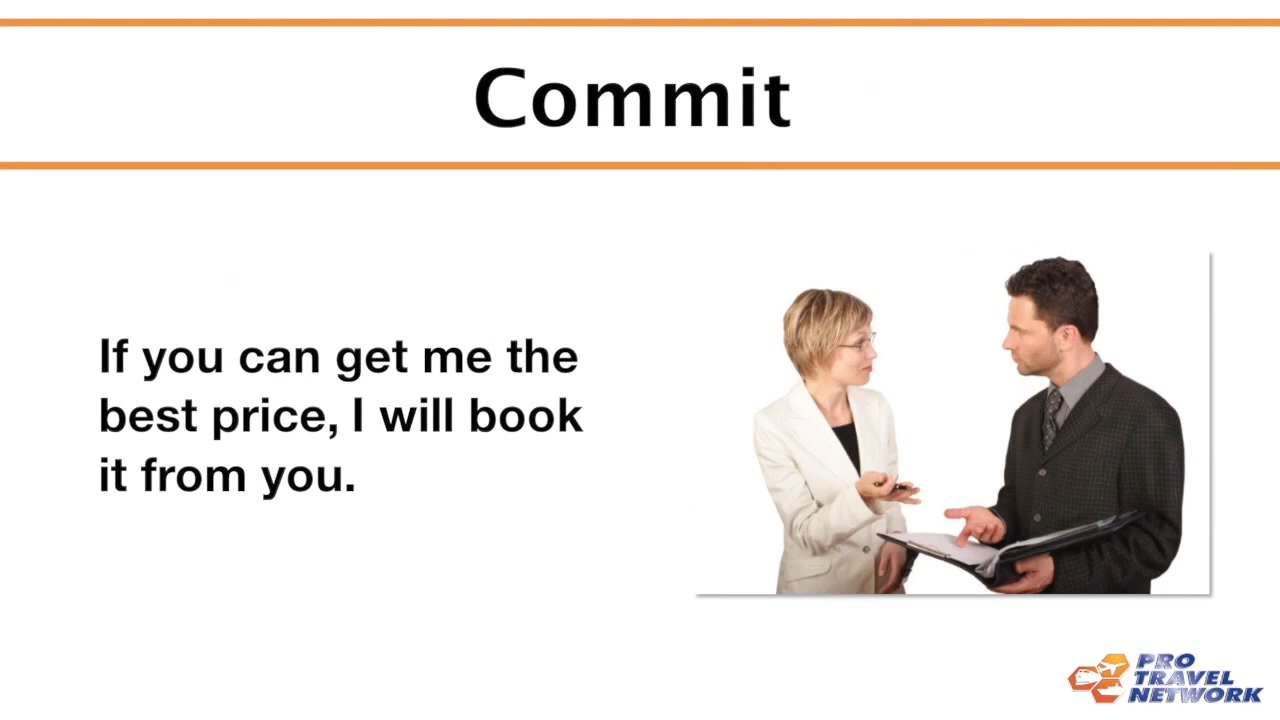 Commit
If you can get me the
best price, I will book
it from you.
PRO
TRAVEL
NETWORK